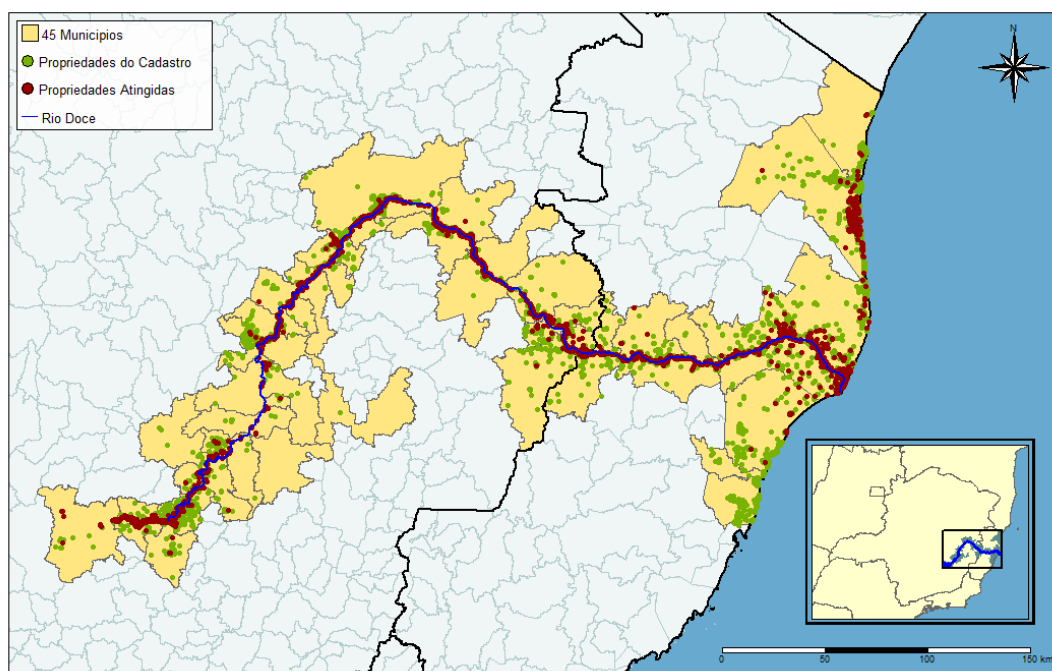 45 Municipios
Propriedades do Cadastro
Propriedades Atingidas
Rio Doce
N
0 50 100 150 km